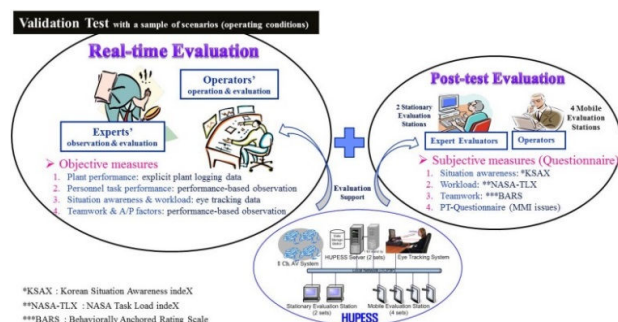 Validation Test with a sample of scenarios (operating conditions)
Real-time Evaluation
Operators'
operation & evaluation
Experts'
observation & evaluation
➢ Objective measures
1. Plant performance: explicit plant logging data
2. Personnel task performance: performance-based observation
3. Situation awareness & workload: eye tracking data
4. Teamwork & A/P factors: performance-based observation
Post-test Evaluation
2 Stationary
Evaluation
Stations
4 Mobile
Evaluation
Stations
Expert Evaluators
Operators
➢ Subjective measures (Questionnaire)
1. Situation awareness: *KSAX
2. Workload: **NASA-TLX
3. Teamwork: ***BARS
4. PT-Questionnaire (MMI issues)
Evaluation
Support
AV System
HUPESS
Server (2 sets)
Eye Tracking System
Stationary Evaluation Station
(2 sets)
Mobile Evaluation Station
(4 sets)
HUPESS
*KSAX : Korean Situation Awareness indeX
**NASA-TLX : NASA Task Load indeX
***BARS : Behaviorally Anchored Rating Scale